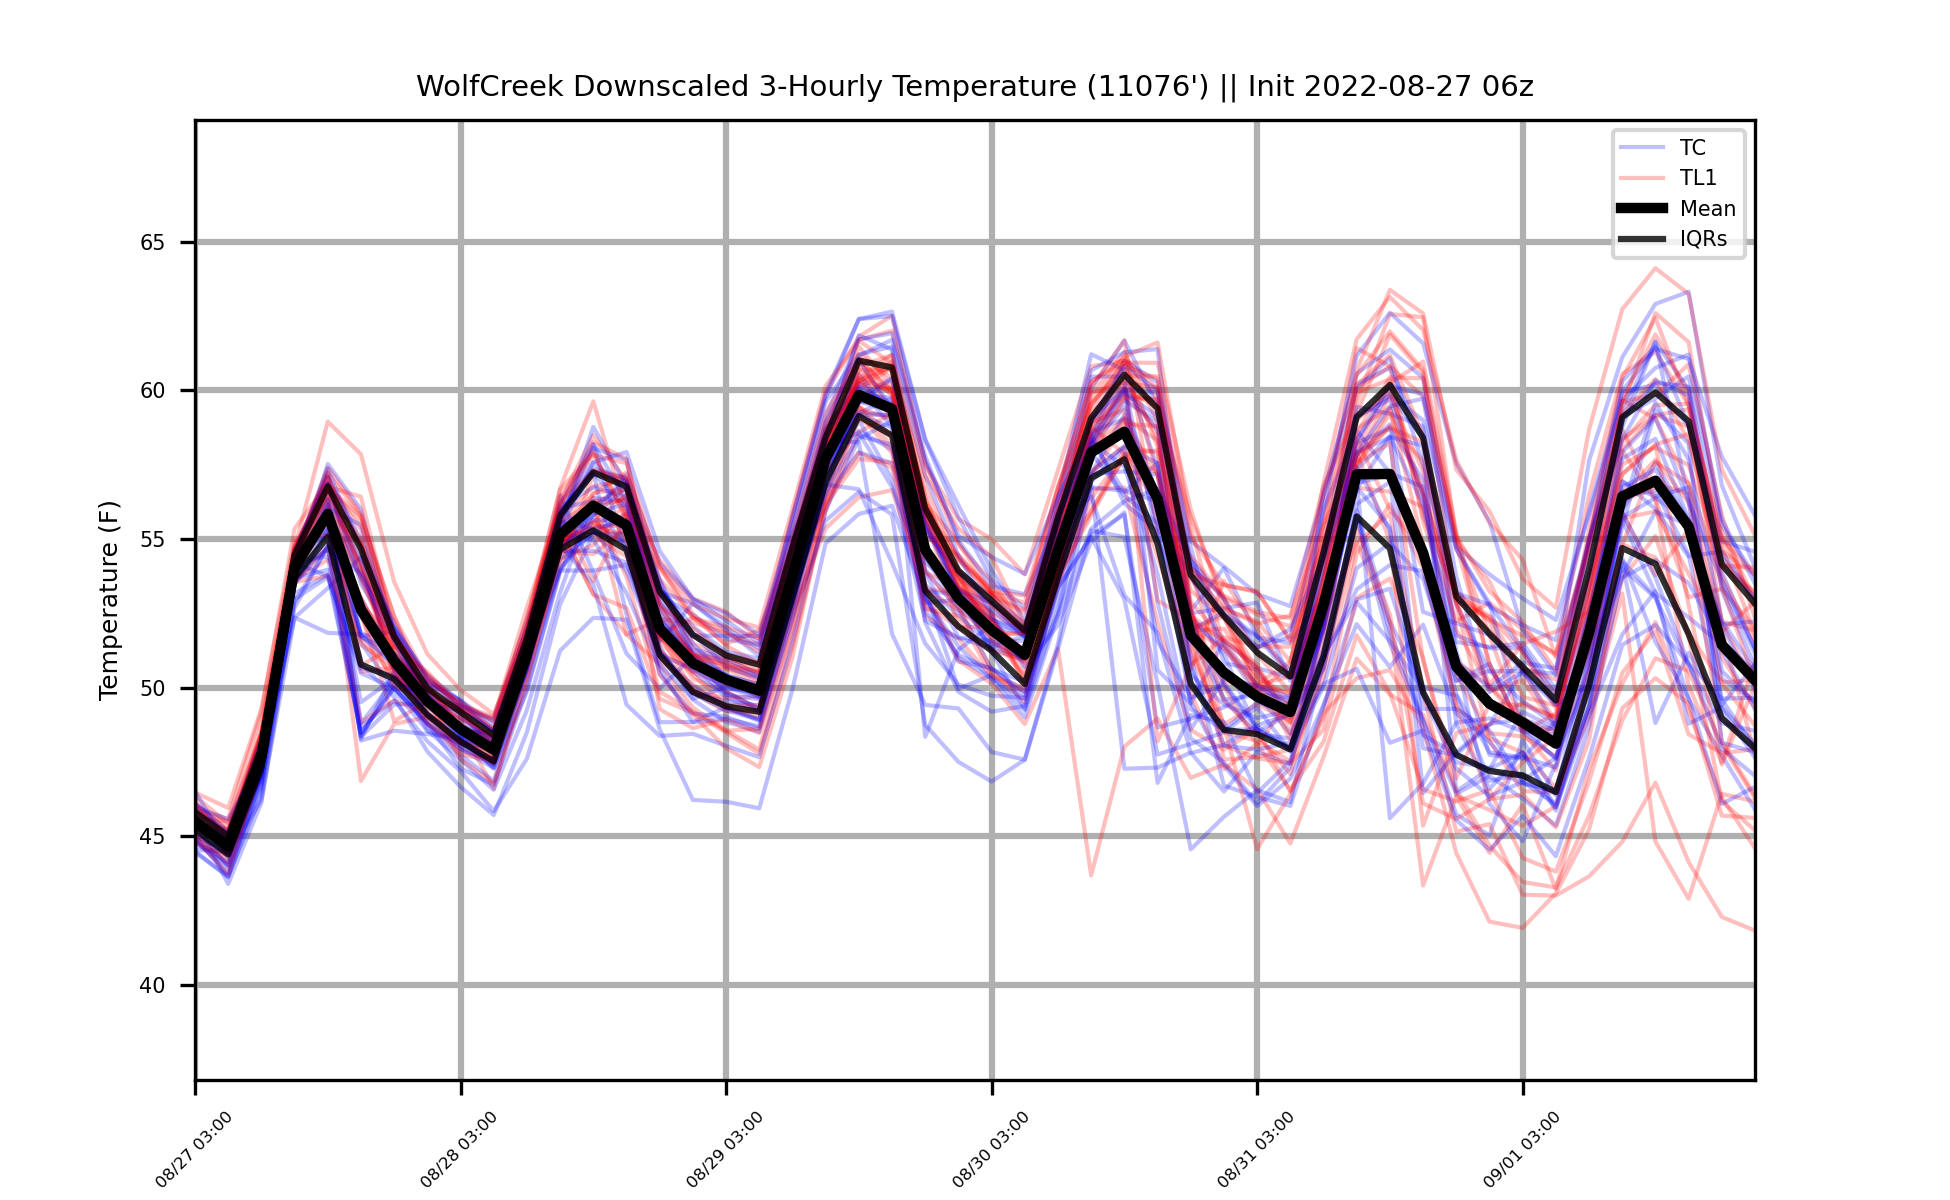 WolfCreek Downscaled 3-Hourly Temperature (11076') || Init 2022-08-27 06z
TC
TL1
Mean
IQRs
Temperature (F)
65
60
55
50
45
40
08/27 03:00
08/28 03:00
08/29 03:00
08/30 03:00
08/31 03:00
09/01 03:00